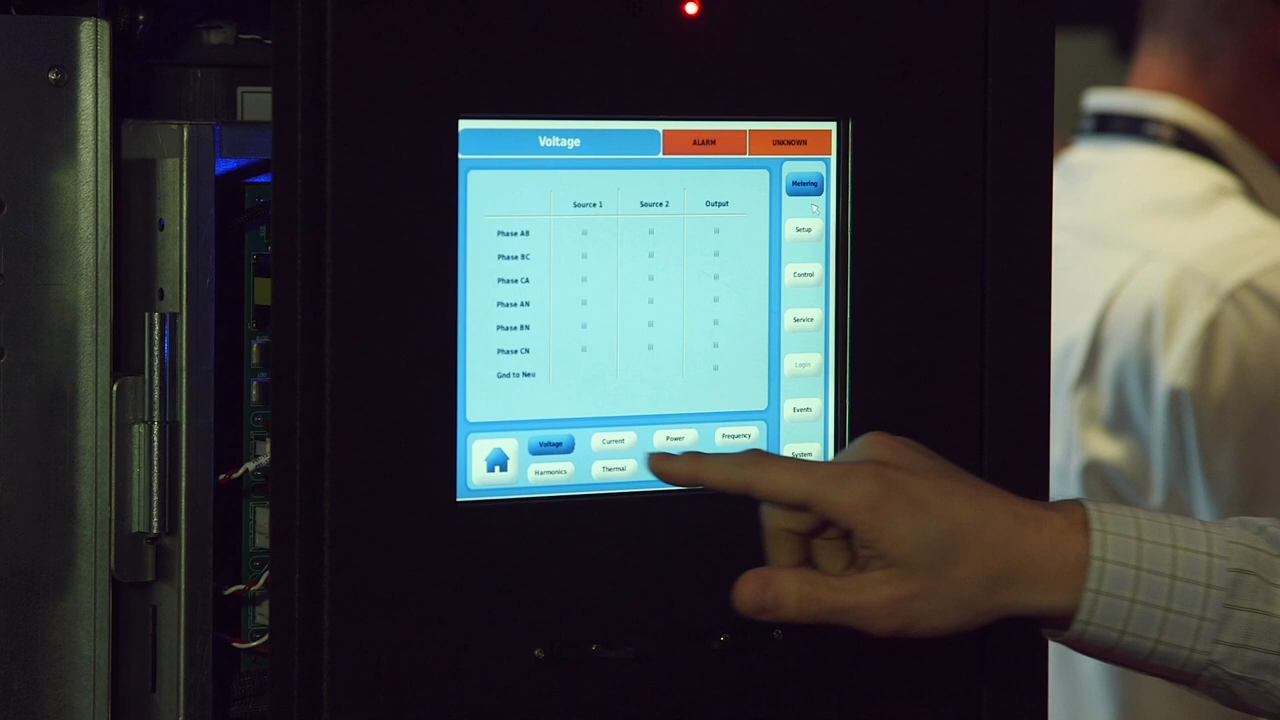 Voltage ALARM UNKNOWN
Metering
Source 1 Source 2 Output
Setup
Phase AB
Phase BC
Control
Phase CA
Phase AN
Service
Phase BN
Phase CN
Login
Gnd to Neu
Events
Voltage Current Power Frequency
System
Harmonics Thermal